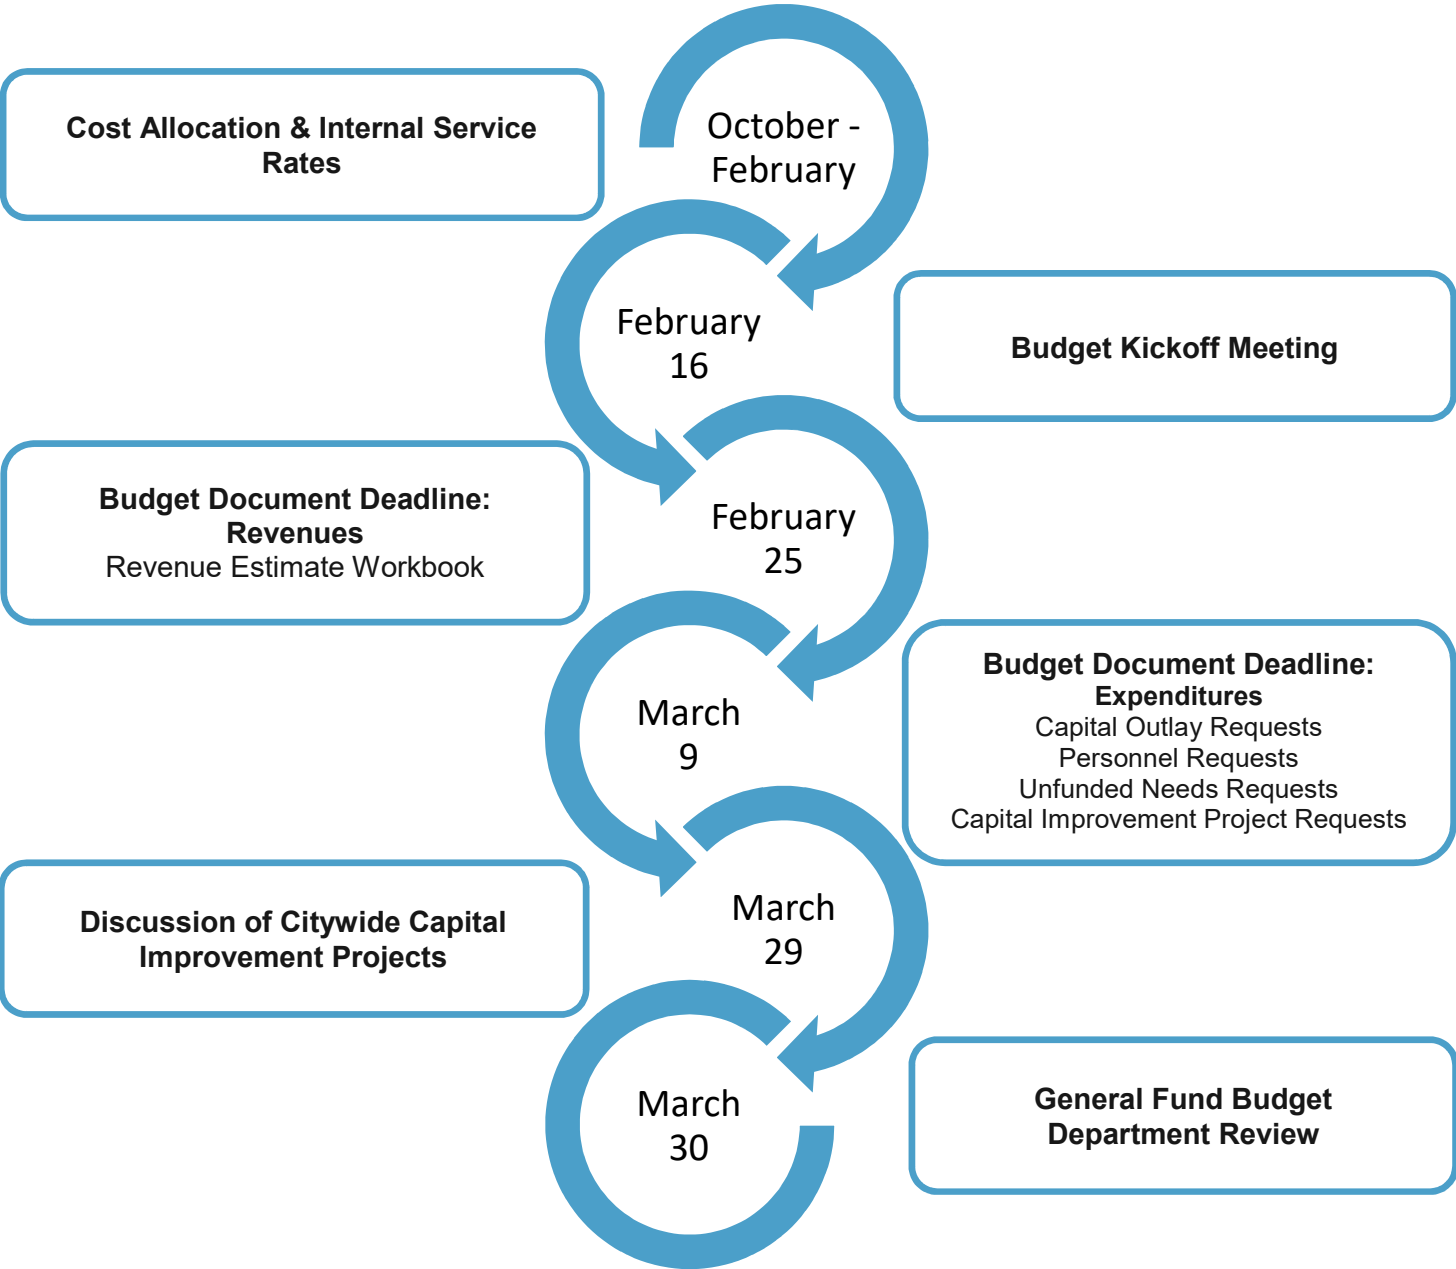 Cost Allocation & Internal Service
Rates
October -
February
February
16
Budget Kickoff Meeting
Budget Document Deadline:
Revenues
Revenue Estimate Workbook
February
25
March
9
Budget Document Deadline:
Expenditures
Capital Outlay Requests
Personnel Requests
Unfunded Needs Requests
Capital Improvement Project Requests
Discussion of Citywide Capital
Improvement Projects
March
29
March
30
General Fund Budget
Department Review